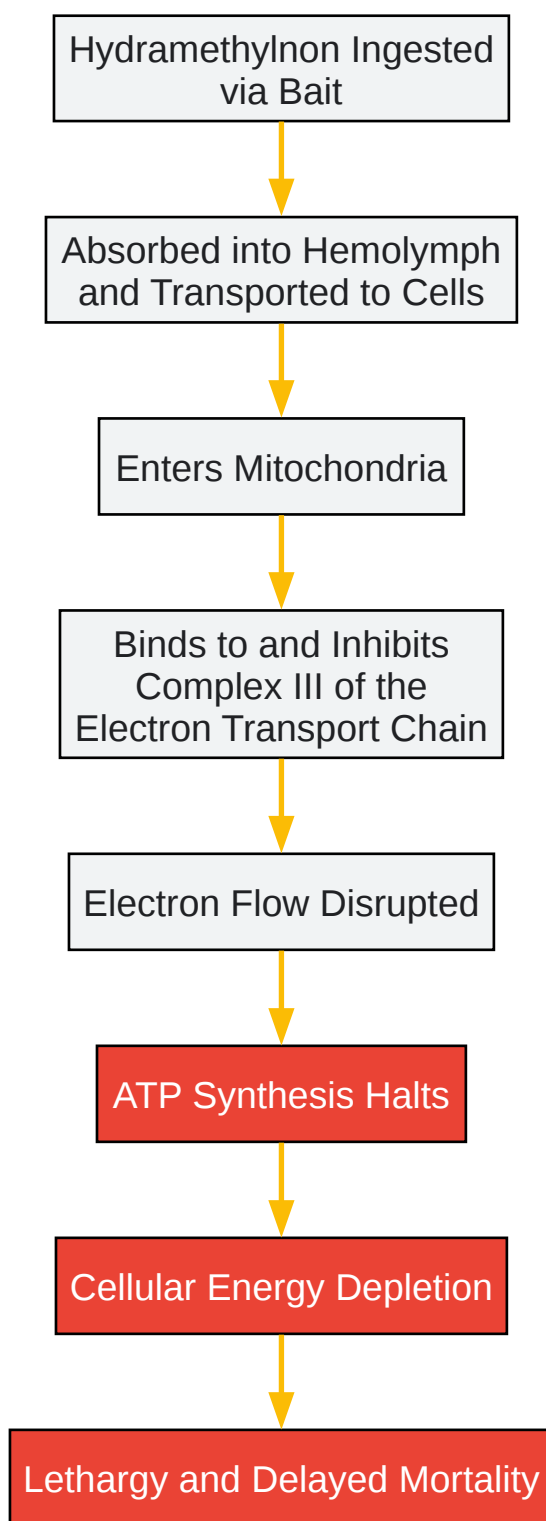 Hydramethylnon Ingested
via Bait
Absorbed into Hemolymph
and Transported to Cells
Enters Mitochondria
Binds to and Inhibits
Complex III of the
Electron Transport Chain
Electron Flow Disrupted
ATP Synthesis Halts
Cellular Energy Depletion
Lethargy and Delayed Mortality